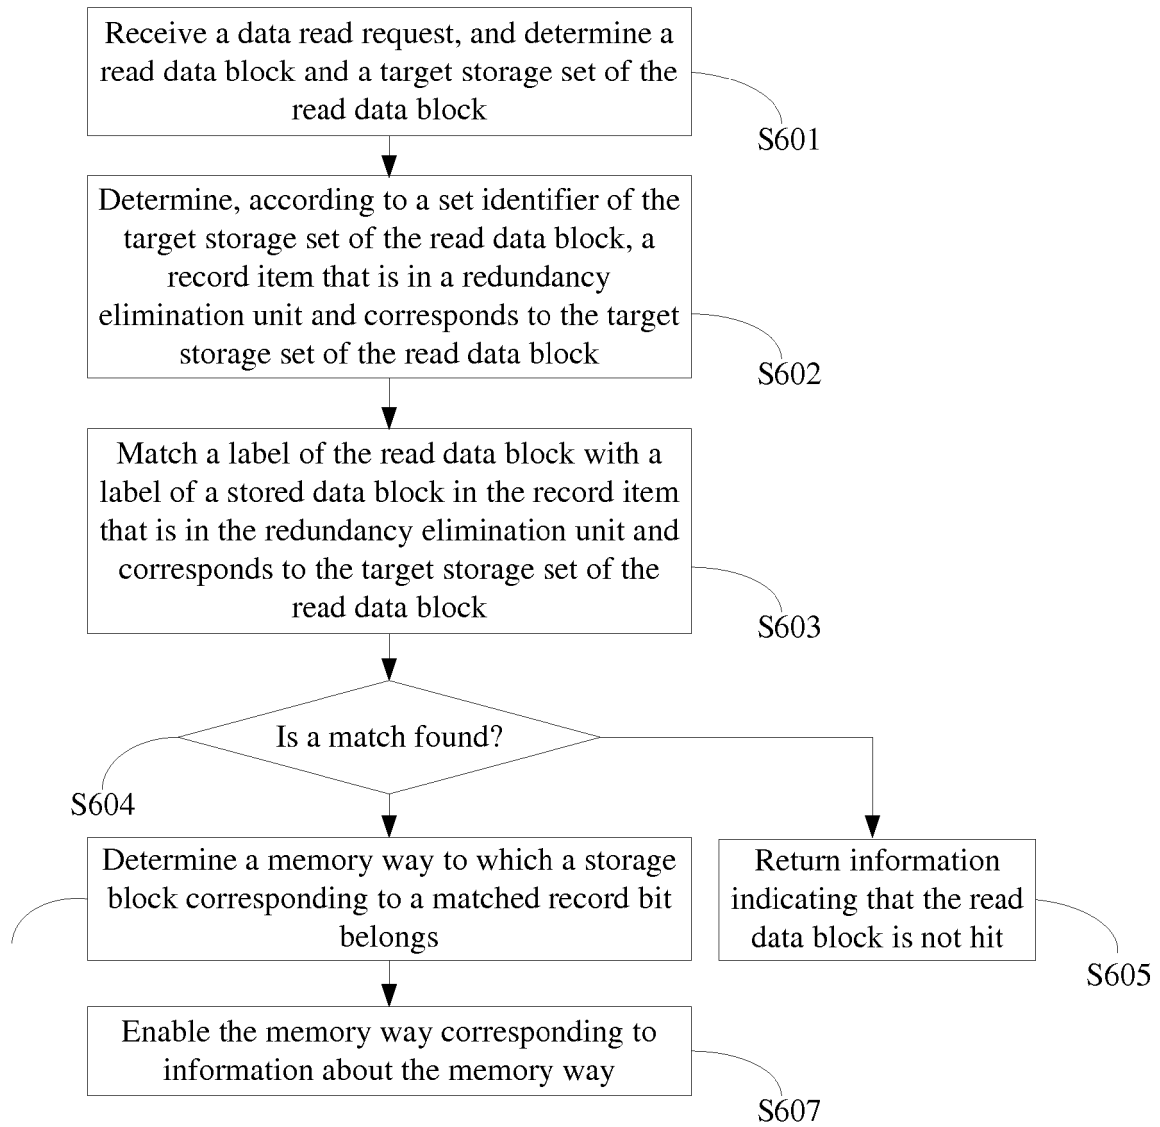 Receive a data read request, and determine a
read data block and a target storage set of the
read data block
S601
Determine, according to a set identifier of the
target storage set of the read data block, a
record item that is in a redundancy
elimination unit and corresponds to the target
storage set of the read data block
S602
Match a label of the read data block with a
label of a stored data block in the record item
that is in the redundancy elimination unit and
corresponds to the target storage set of the
read data block
S603
Is a match found?
S604
Determine a memory way to which a storage
block corresponding to a matched record bit
belongs
Return information
indicating that the read
data block is not hit
S605
Enable the memory way corresponding to
information about the memory way
S607